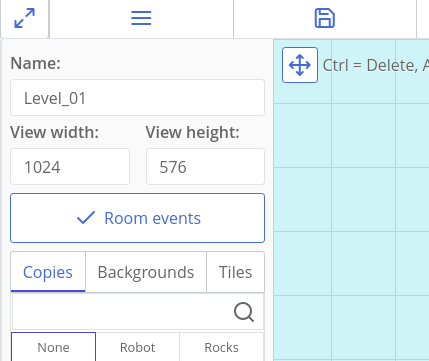 Name:
Ctrl = Delete, A
Level_01
View width: View height:
1024 576
Room events
Copies Backgrounds Tiles
None Robot Rocks